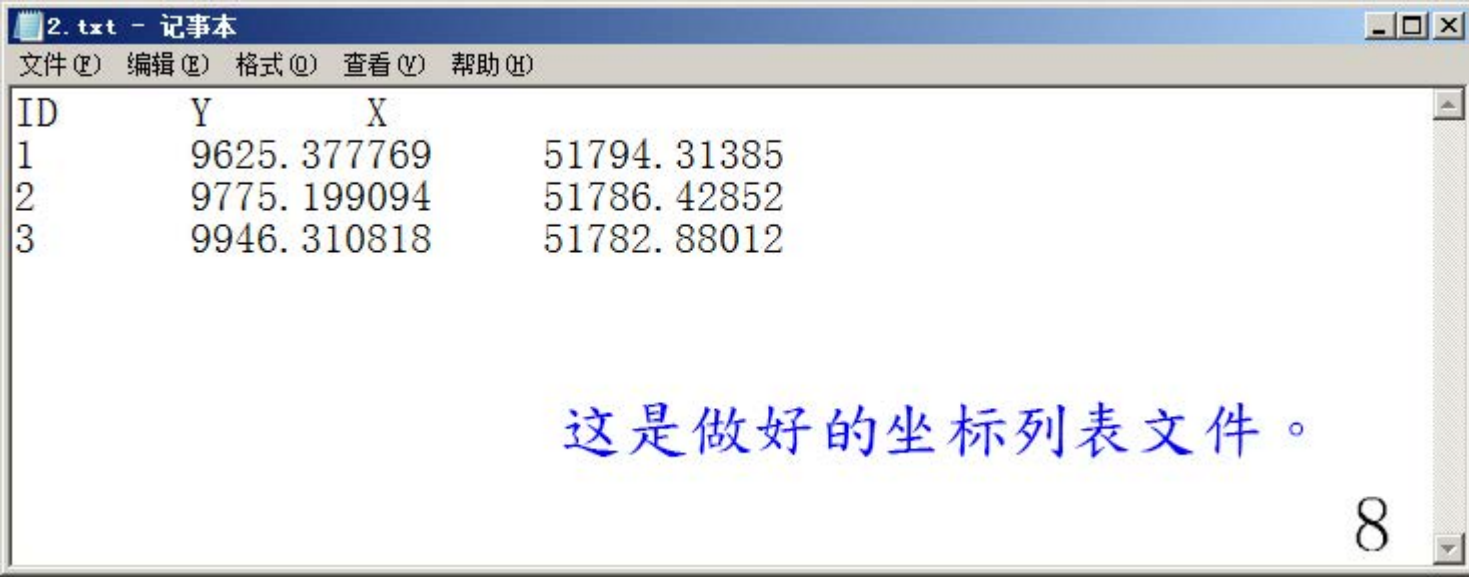 2.txt - 记事本
文件(F) 编辑(E) 格式(O) 查看(V) 帮助(H)
ID Y X
1 9625.377769 51794.31385
2 9775.199094 51786.42852
3 9946.310818 51782.88012
这是做好的坐标列表文件。
8